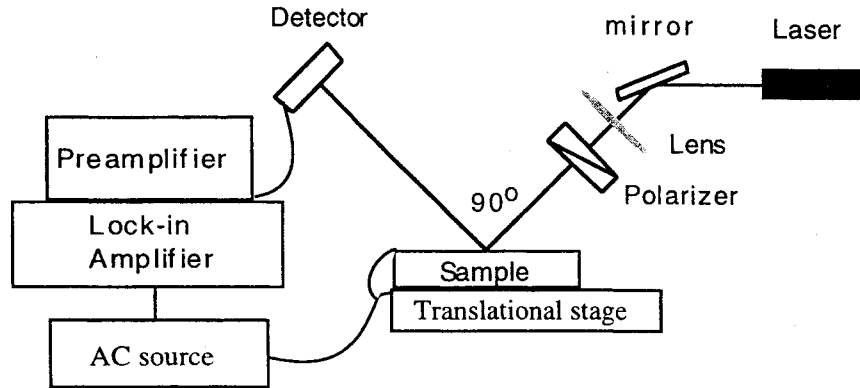 Detector
mirror
Laser
Preamplifier
Lens
Polarizer
90°
Lock-in
Amplifier
Sample
Translational stage
AC source